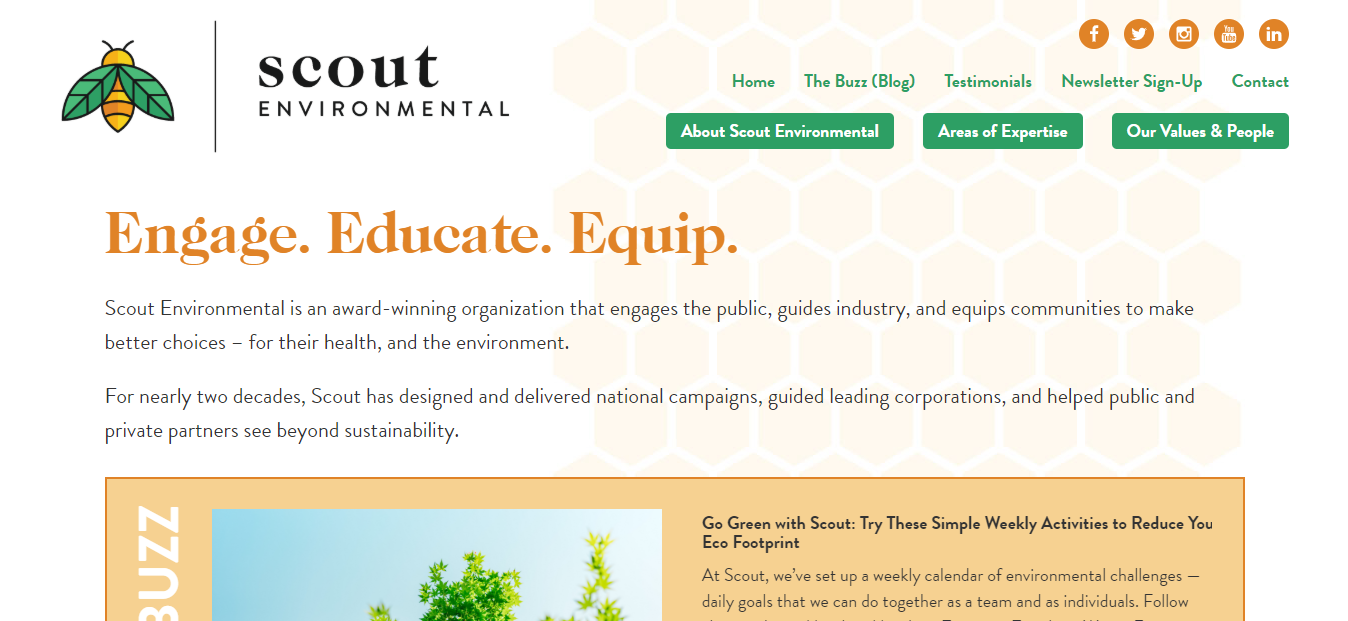 scout
ENVIRONMENTAL
Home The Buzz (Blog) Testimonials Newsletter Sign-Up Contact
About Scout Environmental Areas of Expertise Our Values & People
Engage. Educate. Equip.
Scout Environmental is an award-winning organization that engages the public, guides industry, and equips communities to make
better choices – for their health, and the environment.
For nearly two decades, Scout has designed and delivered national campaigns, guided leading corporations, and helped public and
private partners see beyond sustainability.
BUZZ
Go Green with Scout: Try These Simple Weekly Activities to Reduce You
Eco Footprint
At Scout, we’ve set up a weekly calendar of environmental challenges —
daily goals that we can do together as a team and as individuals. Follow